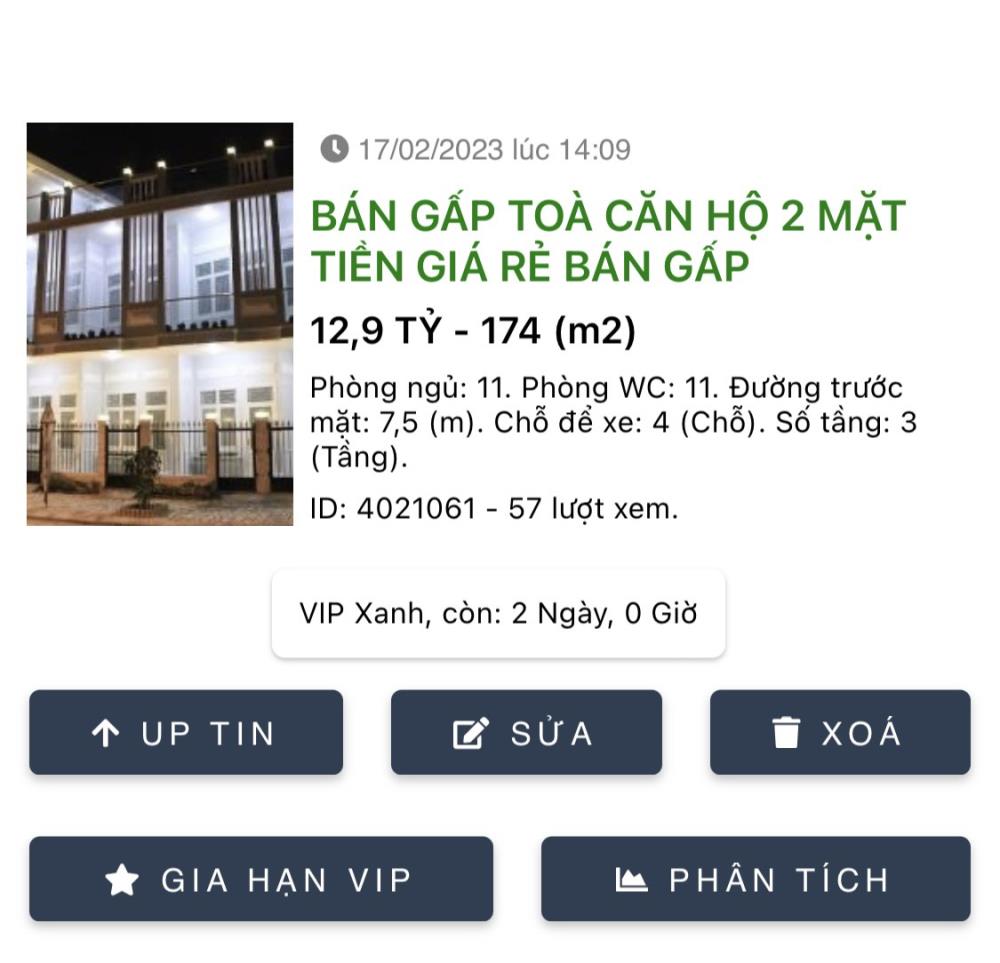 17/02/2023 lúc 14:09
BÁN GẤP TOÀ CĂN HỘ 2 MẶT
TIỀN GIÁ RẺ BÁN GẤP
12,9 TỶ - 174 (m2)
Phòng ngủ: 11. Phòng WC: 11. Đường trước
mặt: 7,5 (m). Chỗ để xe: 4 (Chỗ). Số tầng: 3
(Tầng).
ID: 4021061 - 57 lượt xem.
VIP Xanh, còn: 2 Ngày, 0 Giờ
UP TIN
SỬA
XOÁ
GIA HẠN VIP
PHÂN TÍCH